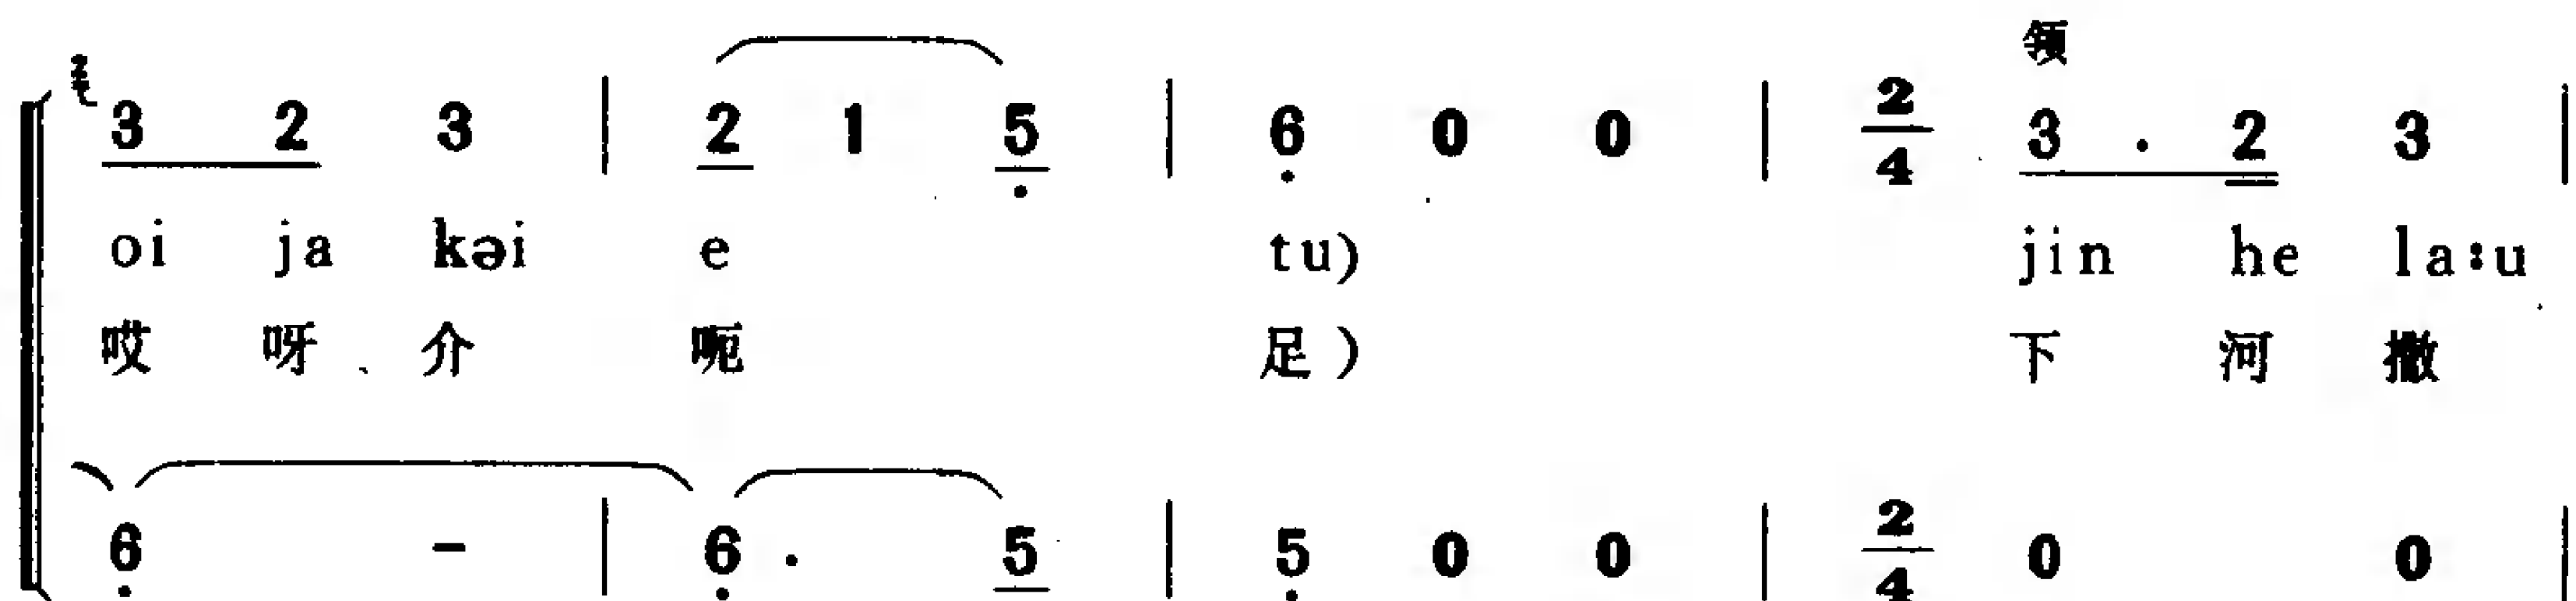 领
3 2 3 | 2 1 5 | 6 0 0 | 2/4 3 · 2 3 |
oi ja kəi e tu) jin he la:u
哎 呀 介 呃 足) 下 河 撒
6 - | 6 · 5 | 5 0 0 | 2/4 0 0 |